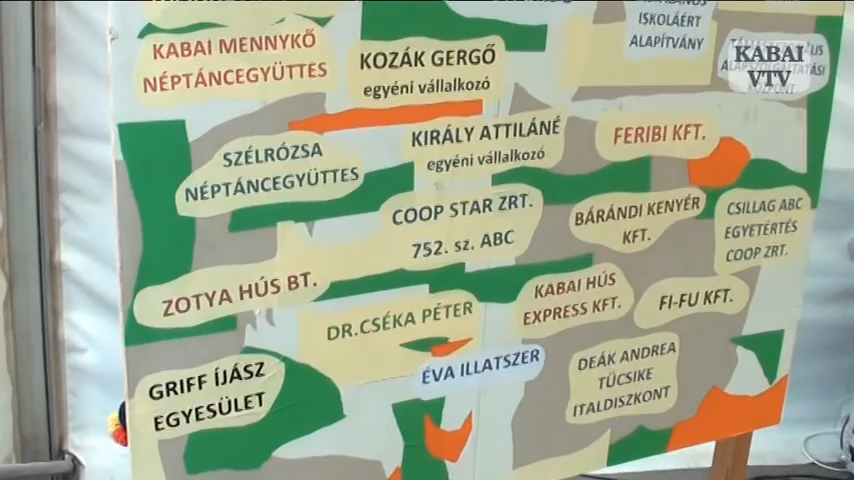 ISKOLÁÉRT
ALAPÍTVÁNY
KABAI
VTV
KABAI MENNYKŐ
NÉPTÁNCEGYÜTTES
KOZÁK GERGŐ
egyéni vállalkozó
SZÉLRÓZSA
NÉPTÁNCEGYÜTTES
KIRÁLY ATTILÁNÉ
egyéni vállalkozó
FERIBI KFT.
COOP STAR ZRT.
752. sz. ABC
BÁRÁNDI KENYÉR
KFT.
CSILLAG ABC
EGYETÉRTÉS
COOP ZRT.
ZOTYA HÚS BT.
DR.CSÉKA PÉTER
KABAI HÚS
EXPRESS KFT.
FI-FU KFT.
GRIFF ÍJÁSZ
EGYESÜLET
ÉVA ILLATSZER
DEÁK ANDREA
TÜCSIKE
ITALDISZKONT